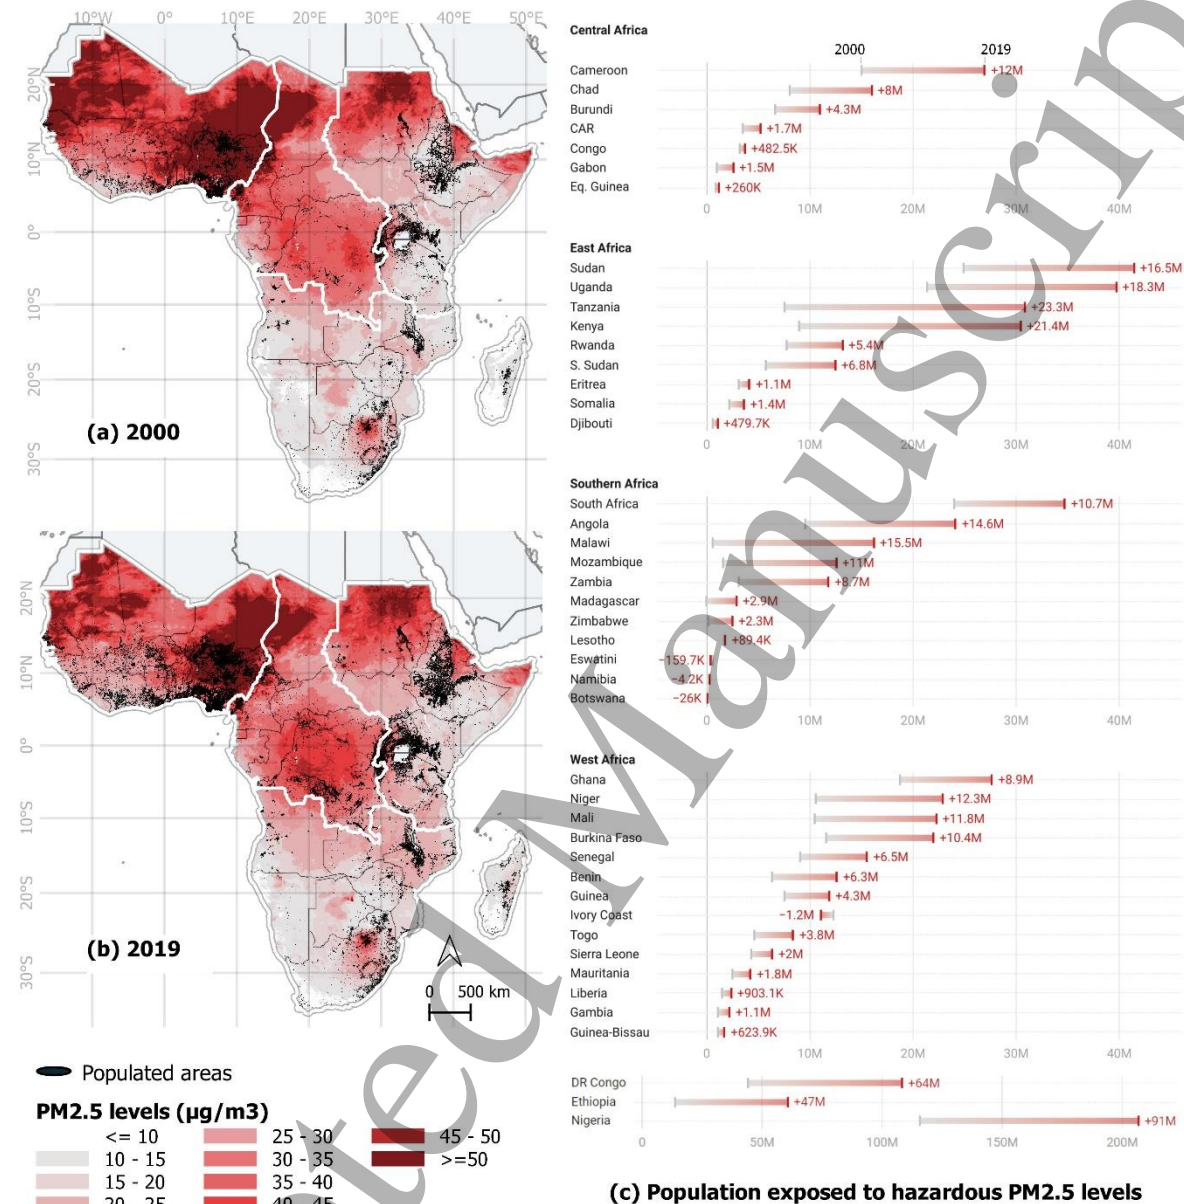 10°W 0° 10°E 20°E 30°E 40°E 50°E
20°N
10°N
0°
10°S
20°S
30°S
(a) 2000
20°N
10°N
0°
10°S
20°S
30°S
(b) 2019
0 500 km
Populated areas
PM2.5 levels (µg/m3)
<= 10
10 - 15
15 - 20
20 - 25
25 - 30
30 - 35
35 - 40
40 - 45
45 - 50
>=50
Central Africa
2000 2019
Cameroon +12M
Chad +8M
Burundi +4.3M
CAR +1.7M
Congo +482.5K
Gabon +1.5M
Eq. Guinea +260K
0 10M 20M 30M 40M
East Africa
Sudan +16.5M
Uganda +18.3M
Tanzania +23.3M
Kenya +21.4M
Rwanda +5.4M
S. Sudan +6.8M
Eritrea +1.1M
Somalia +1.4M
Djibouti +479.7K
0 10M 20M 30M 40M
Southern Africa
South Africa +10.7M
Angola +14.6M
Malawi +15.5M
Mozambique +11M
Zambia +8.7M
Madagascar +2.9M
Zimbabwe +2.3M
Lesotho +89.4K
Eswatini −159.7K
Namibia −4.2K
Botswana −26K
0 10M 20M 30M 40M
West Africa
Ghana +8.9M
Niger +12.3M
Mali +11.8M
Burkina Faso +10.4M
Senegal +6.5M
Benin +6.3M
Guinea +4.3M
Ivory Coast −1.2M
Togo +3.8M
Sierra Leone +2M
Mauritania +1.8M
Liberia +903.1K
Gambia +1.1M
Guinea-Bissau +623.9K
0 10M 20M 30M 40M
DR Congo +64M
Ethiopia +47M
Nigeria +91M
0 50M 100M 150M 200M
(c) Population exposed to hazardous PM2.5 levels
ted Manuscrip